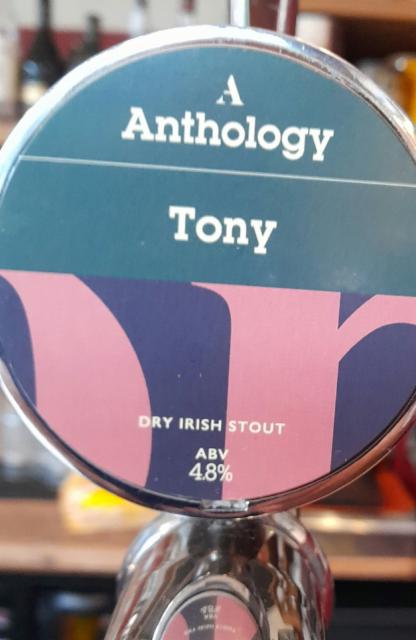 A
Anthology
Tony
DRY IRISH STOUT
ABV
4.8%